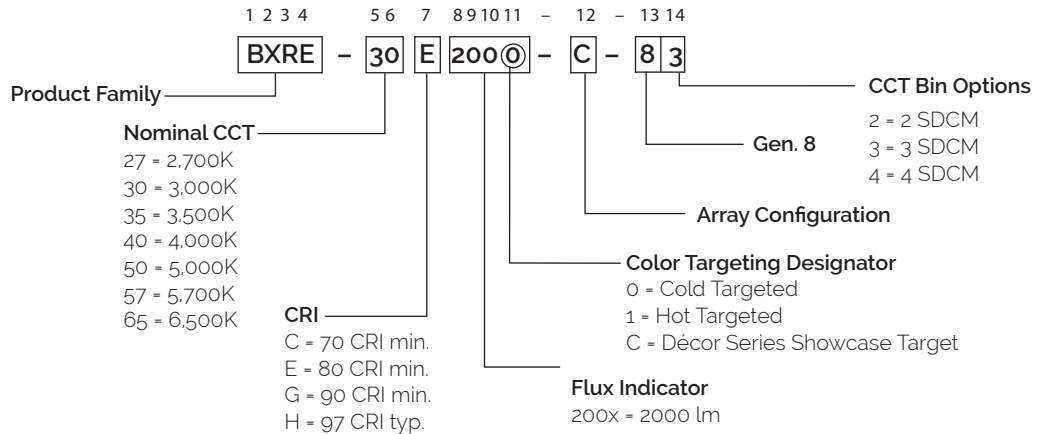 1 2 3 4 5 6 7 8 9 10 11 – 12 – 13 14
BXRE – 30 E 2000 – C – 8 3
Product Family
Nominal CCT
27 = 2,700K
30 = 3,000K
35 = 3,500K
40 = 4,000K
50 = 5,000K
57 = 5,700K
65 = 6,500K
CRI
C = 70 CRI min.
E = 80 CRI min.
G = 90 CRI min.
H = 97 CRI typ.
Flux Indicator
200x = 2000 lm
Color Targeting Designator
0 = Cold Targeted
1 = Hot Targeted
C = Décor Series Showcase Target
Array Configuration
Gen. 8
CCT Bin Options
2 = 2 SDCM
3 = 3 SDCM
4 = 4 SDCM